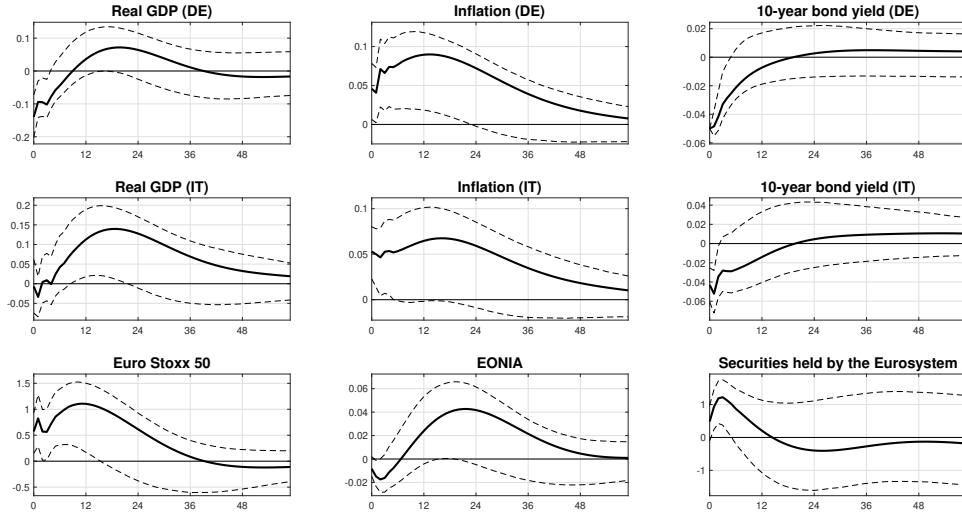 Real GDP (DE)
0.1
0
-0.1
-0.2
0 12 24 36 48
Inflation (DE)
0.1
0.05
0
0 12 24 36 48
10-year bond yield (DE)
0.02
0
-0.02
-0.04
-0.06
0 12 24 36 48
Real GDP (IT)
0.2
0.15
0.1
0.05
0
-0.05
0 12 24 36 48
Inflation (IT)
0.1
0.05
0
0 12 24 36 48
10-year bond yield (IT)
0.04
0.02
0
-0.02
-0.04
-0.06
0 12 24 36 48
Euro Stoxx 50
1.5
1.0
0.5
0
-0.5
0 12 24 36 48
EONIA
0.06
0.04
0.02
0
-0.02
0 12 24 36 48
Securities held by the Eurosystem
1
0
-1
0 12 24 36 48